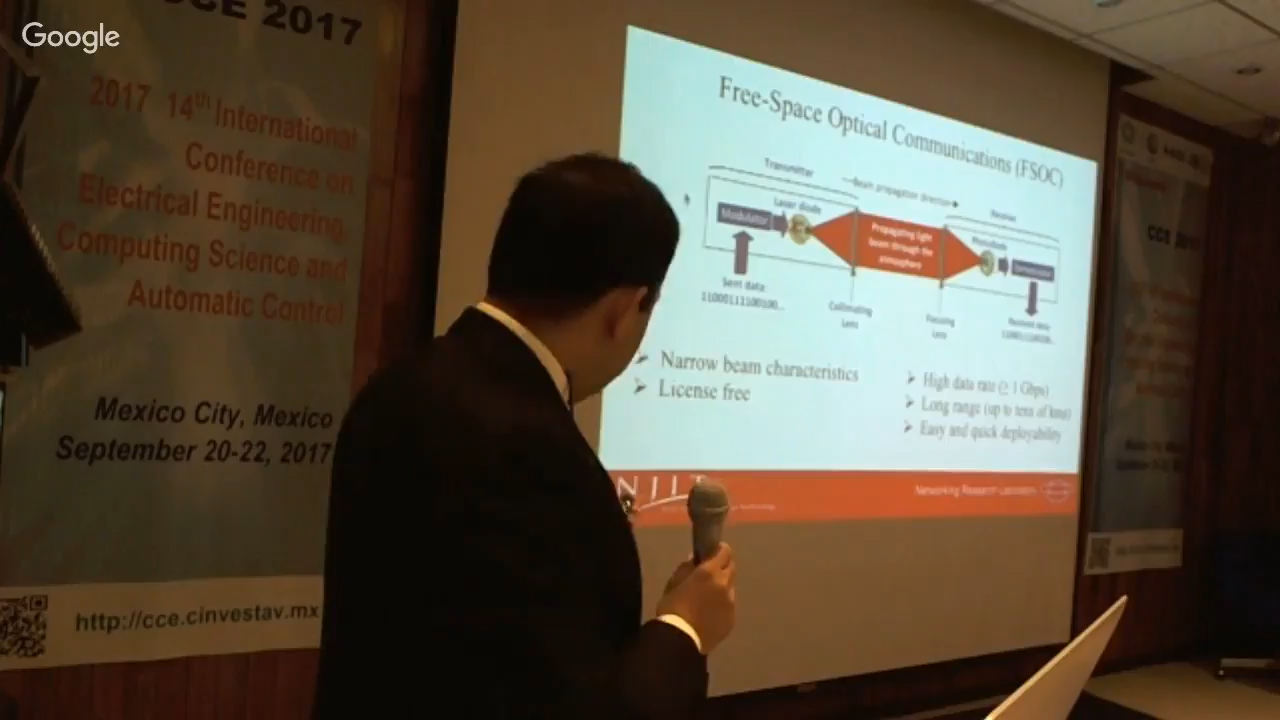 Google
CCE 2017
2017 14th International
Conference on
Electrical Engineering,
Computing Science and
Automatic Control
Mexico City, Mexico
September 20-22, 2017
http://cce.cinvestav.mx
Free-Space Optical Communications (FSOC)
Transmitter
Beam propagation direction
Receiver
Laser diode
Modulator
Propagating light
beam through the
atmosphere
Photodiode
Sent data
11000111100100...
Collimating
Lens
Focusing
Lens
➢ Narrow beam characteristics
➢ License free
➢ High data rate (≥ 1 Gbps)
➢ Long range (up to tens of kms)
➢ Easy and quick deployability
NJIT
Networking Research Laboratory
CCE 2017